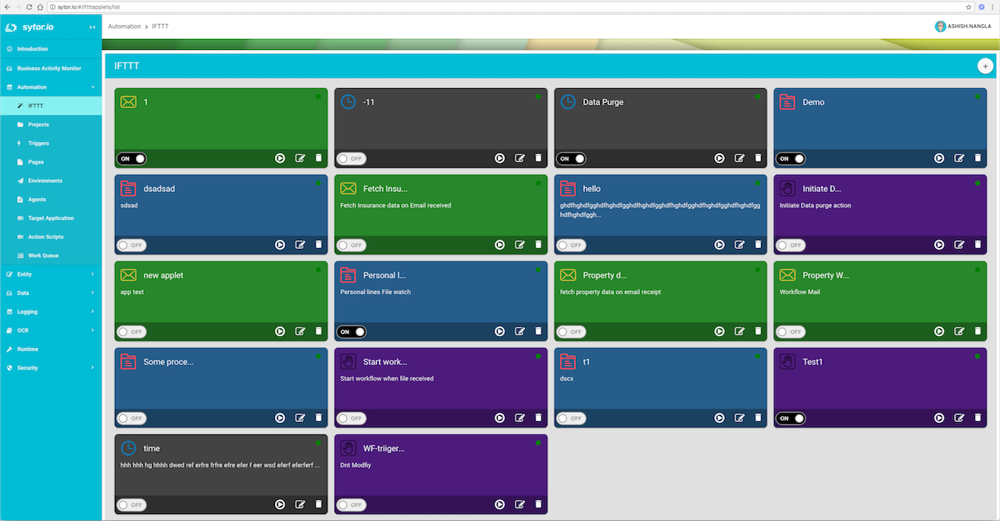 sytor.io/#/iftttapplets/list
sytor.io
Automation > IFTTT
ASHISH.NANGLA
Introduction
Business Activity Monitor
Automation
IFTTT
Projects
Triggers
Pages
Environments
Agents
Target Application
Action Scripts
Work Queue
Entity
Data
Logging
OCR
Runtime
Security
IFTTT
1
ON
-11
OFF
Data Purge
ON
Demo
ON
dsadsad
sdsad
OFF
Fetch Insu...
Fetch Insurance data on Email received
OFF
hello
ghdfhghdfgghdfhghdfgghdfhghdfgghdfhghdfgghdfhghdfgghdfhghdfgg
hdfhghdfggh...
OFF
Initiate D...
Initiate Data purge action
OFF
new applet
app test
OFF
Personal l...
Personal lines File watch
ON
Property d...
fetch property data on email receipt
OFF
Property W...
Workflow Mail
OFF
Some proce...
OFF
Start work...
Start workflow when file received
OFF
t1
dscx
OFF
Test1
ON
time
hhh hhh hg hhhh dwed ref erfre frfre efre efer f eer wsd eferf eferferf ...
OFF
WF-triiger...
Dnt Modfiy
OFF